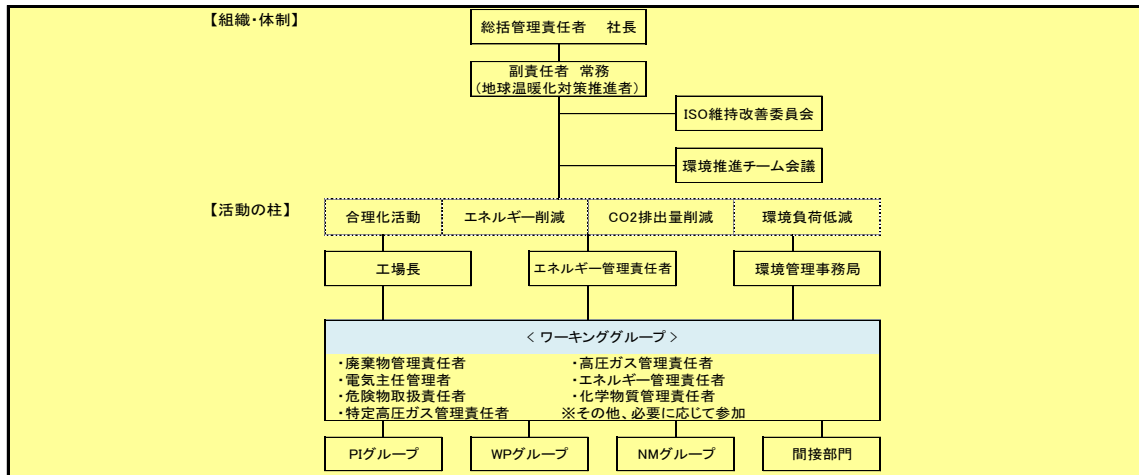 【組織・体制】
総括管理責任者　社長
副責任者　常務
（地球温暖化対策推進者）
ISO維持改善委員会
環境推進チーム会議
【活動の柱】
合理化活動
エネルギー削減
CO2排出量削減
環境負荷低減
工場長
エネルギー管理責任者
環境管理事務局
＜ワーキンググループ＞
・廃棄物管理責任者
・高圧ガス管理責任者
・電気主任管理者
・エネルギー管理責任者
・危険物取扱責任者
・化学物質管理責任者
・特定高圧ガス管理責任者
※その他、必要に応じて参加
PIグループ
WPグループ
NMグループ
間接部門